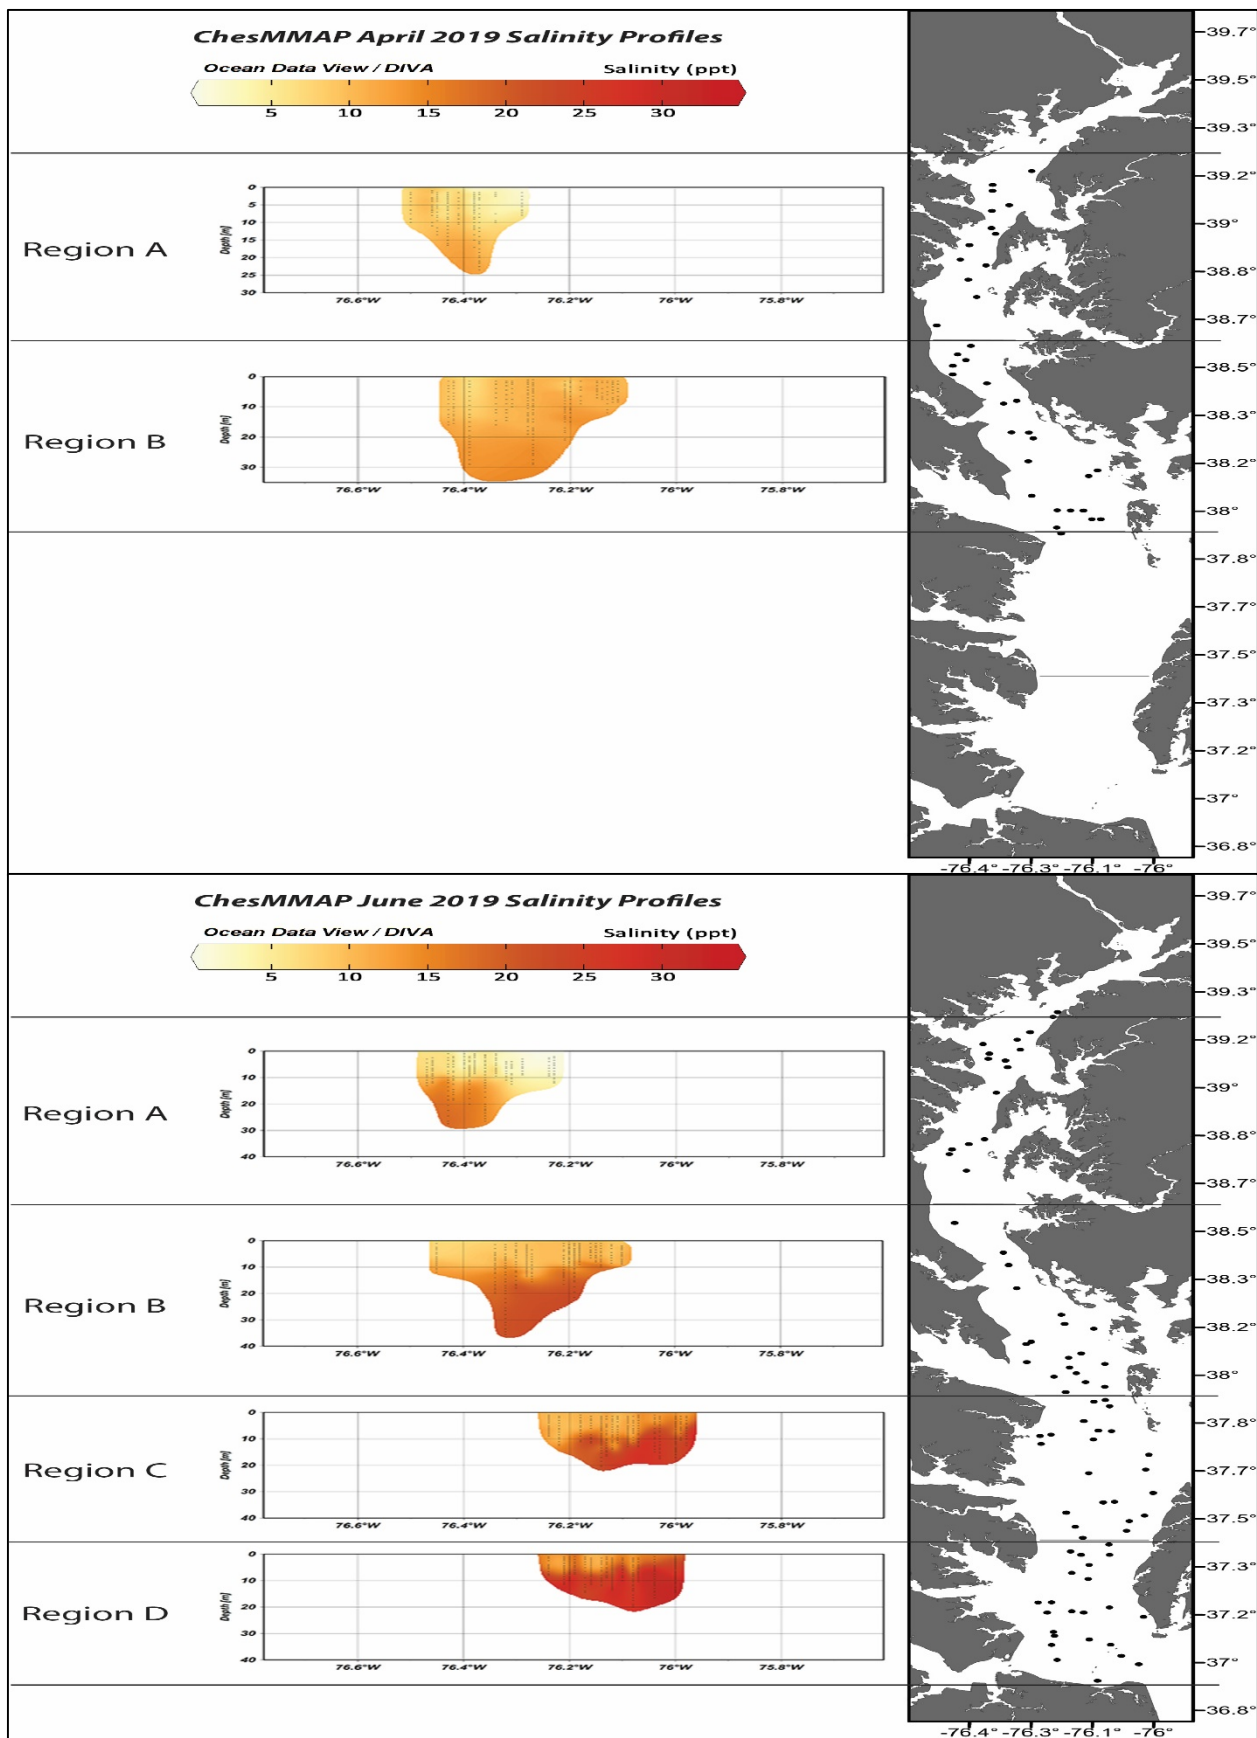 ChesMMAP April 2019 Salinity Profiles
Ocean Data View / DIVA Salinity (ppt)
5 10 15 20 25 30
Region A
Depth [m]
0
5
10
15
20
25
30
76.6°W 76.4°W 76.2°W 76°W 75.8°W
Region B
Depth [m]
0
10
20
30
76.6°W 76.4°W 76.2°W 76°W 75.8°W
39.7°
39.5°
39.3°
39.2°
39°
38.8°
38.7°
38.5°
38.3°
38.2°
38°
37.8°
37.7°
37.5°
37.3°
37.2°
37°
36.8°
-76.4° -76.3° -76.1° -76°
ChesMMAP June 2019 Salinity Profiles
Ocean Data View / DIVA Salinity (ppt)
5 10 15 20 25 30
Region A
Depth [m]
0
10
20
30
40
76.6°W 76.4°W 76.2°W 76°W 75.8°W
Region B
Depth [m]
0
10
20
30
40
76.6°W 76.4°W 76.2°W 76°W 75.8°W
Region C
Depth [m]
0
10
20
30
40
76.6°W 76.4°W 76.2°W 76°W 75.8°W
Region D
Depth [m]
0
10
20
30
40
76.6°W 76.4°W 76.2°W 76°W 75.8°W
39.7°
39.5°
39.3°
39.2°
39°
38.8°
38.7°
38.5°
38.3°
38.2°
38°
37.8°
37.7°
37.5°
37.3°
37.2°
37°
36.8°
-76.4° -76.3° -76.1° -76°